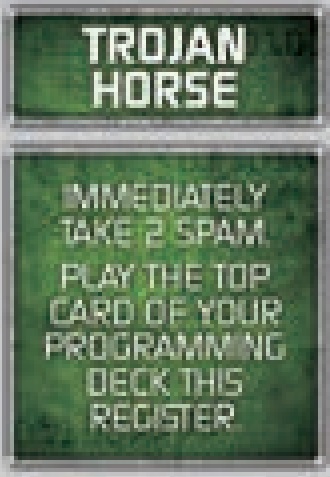 TROJAN
HORSE
IMMEDIATELY
TAKE 2 SPAM.
PLAY THE TOP
CARD OF YOUR
PROGRAMMING
DECK THIS
REGISTER.